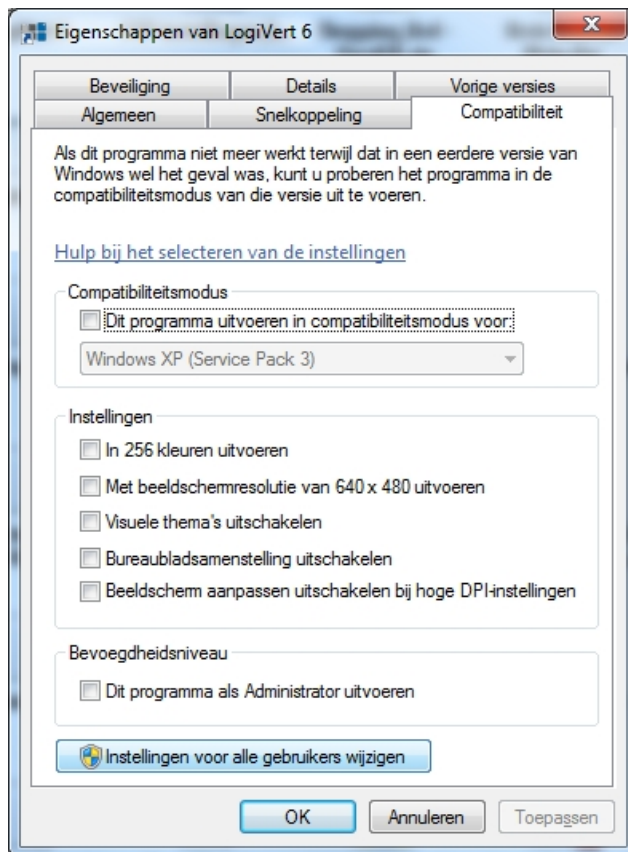 Eigenschappen van LogiVert 6
Beveiliging Details Vorige versies
Algemeen Snelkoppeling Compatibiliteit
Als dit programma niet meer werkt terwijl dat in een eerdere versie van
Windows wel het geval was, kunt u proberen het programma in de
compatibiliteitsmodus van die versie uit te voeren.
Hulp bij het selecteren van de instellingen
Compatibiliteitsmodus
Dit programma uitvoeren in compatibiliteitsmodus voor:
Windows XP (Service Pack 3)
Instellingen
In 256 kleuren uitvoeren
Met beeldschermresolutie van 640 x 480 uitvoeren
Visuele thema's uitschakelen
Bureaubladsamenstelling uitschakelen
Beeldscherm aanpassen uitschakelen bij hoge DPI-instellingen
Bevoegdheidsniveau
Dit programma als Administrator uitvoeren
Instellingen voor alle gebruikers wijzigen
OK Annuleren Toepassen